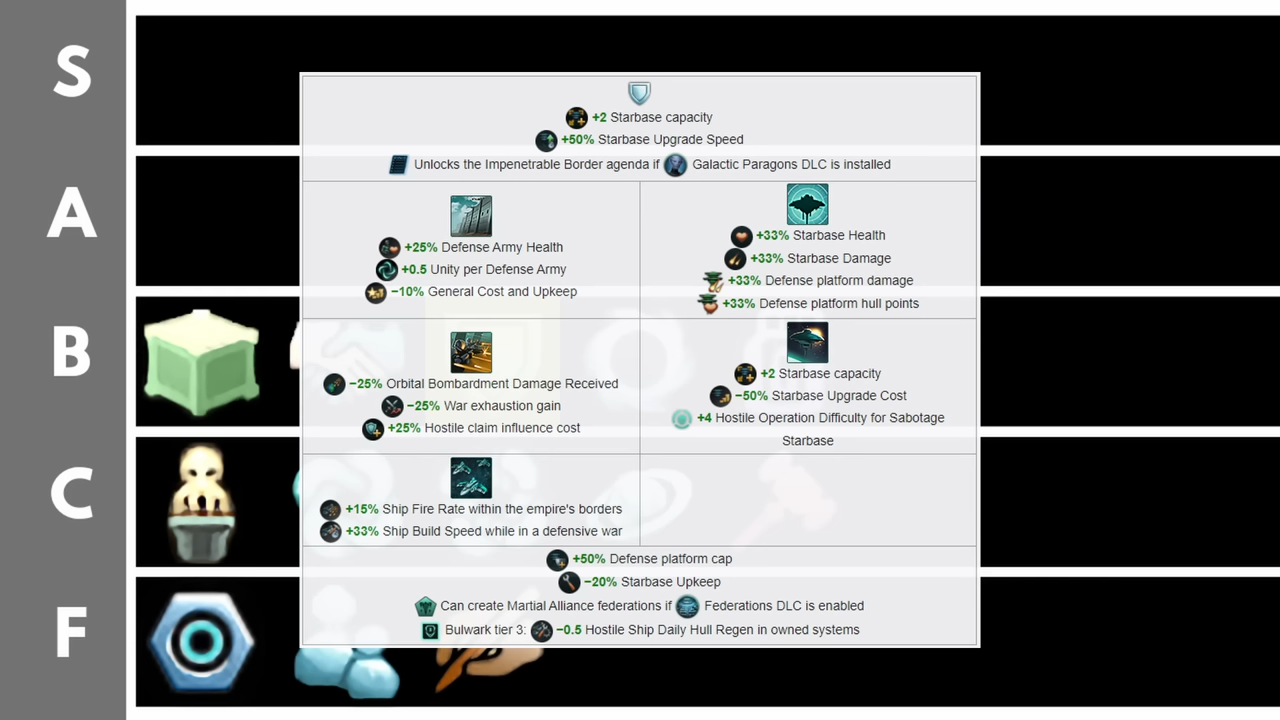 S
A
B
C
F
+2 Starbase capacity
+50% Starbase Upgrade Speed
Unlocks the Impenetrable Border agenda if Galactic Paragons DLC is installed
+25% Defense Army Health
+0.5 Unity per Defense Army
−10% General Cost and Upkeep
+33% Starbase Health
+33% Starbase Damage
+33% Defense platform damage
+33% Defense platform hull points
−25% Orbital Bombardment Damage Received
−25% War exhaustion gain
+25% Hostile claim influence cost
+2 Starbase capacity
−50% Starbase Upgrade Cost
+4 Hostile Operation Difficulty for Sabotage
Starbase
+15% Ship Fire Rate within the empire's borders
+33% Ship Build Speed while in a defensive war
+50% Defense platform cap
−20% Starbase Upkeep
Can create Martial Alliance federations if Federations DLC is enabled
Bulwark tier 3: −0.5 Hostile Ship Daily Hull Regen in owned systems